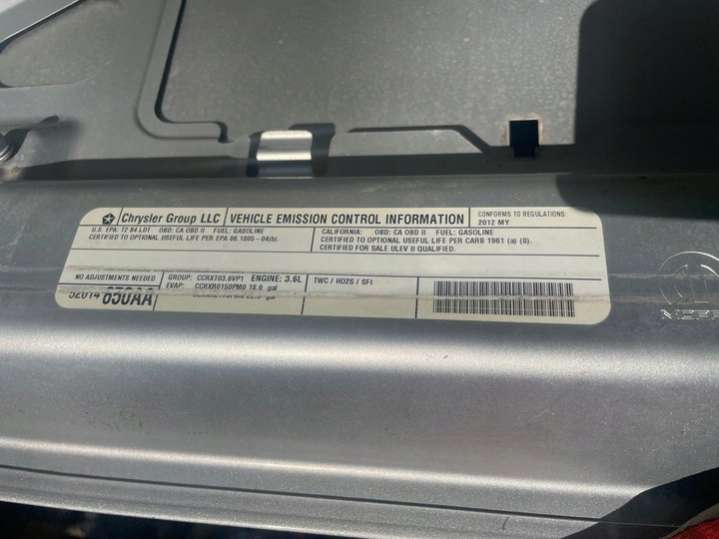 Chrysler Group LLC
VEHICLE EMISSION CONTROL INFORMATION
CONFORMS TO REGULATIONS:
2012 MY
U.S. EPA: T2 B4 LDT OBD: CA OBD II FUEL: GASOLINE
CERTIFIED TO OPTIONAL USEFUL LIFE PER EPA 86.1805 - 04(b).
CALIFORNIA: OBD: CA OBD II FUEL: GASOLINE
CERTIFIED TO OPTIONAL USEFUL LIFE PER CARB 1961 (a) (8).
CERTIFIED FOR SALE ULEV II QUALIFIED.
NO ADJUSTMENTS NEEDED
GROUP: CCRXT03.6VP1 ENGINE: 3.6L
EVAP: CCRXR0150PM0
gal
TWC / HO2S / SFI